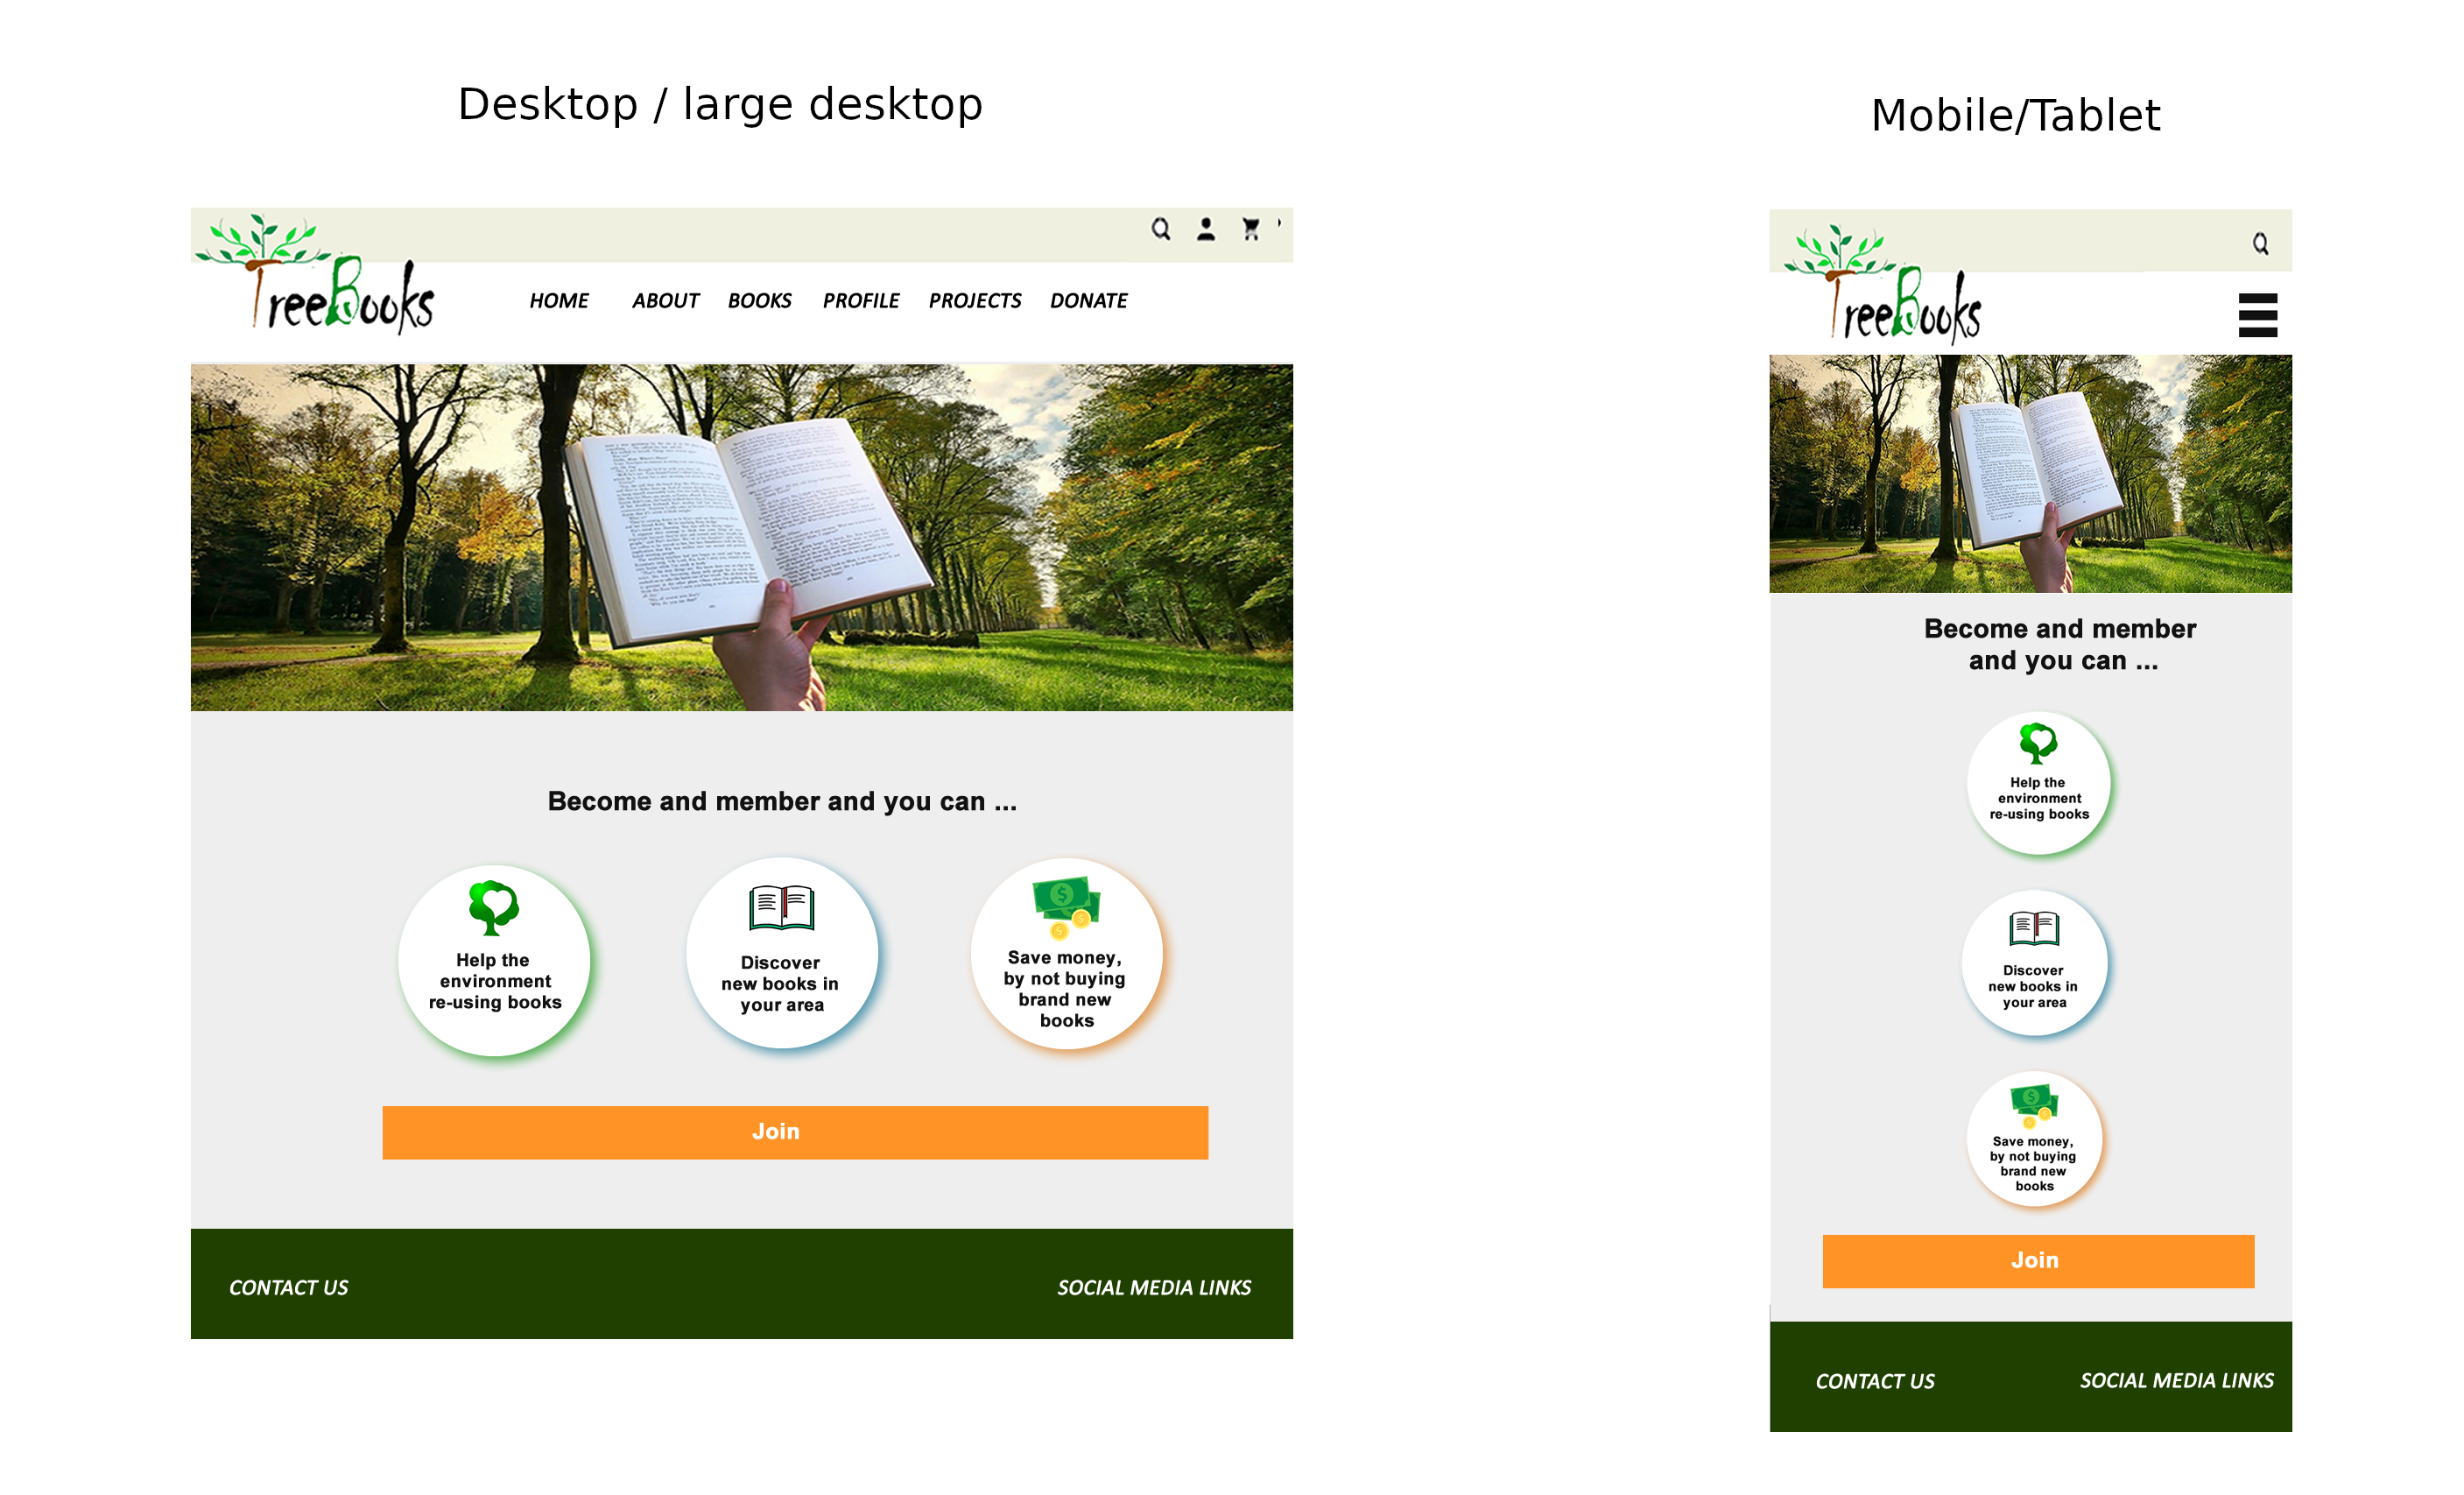 Desktop / large desktop
TreeBooks
HOME ABOUT BOOKS PROFILE PROJECTS DONATE
Become and member and you can ...
Help the
environment
re-using books
Discover
new books in
your area
Save money,
by not buying
brand new
books
Join
CONTACT US
SOCIAL MEDIA LINKS
Mobile/Tablet
TreeBooks
Become and member
and you can ...
Help the
environment
re-using books
Discover
new books in
your area
Save money,
by not buying
brand new
books
Join
CONTACT US
SOCIAL MEDIA LINKS